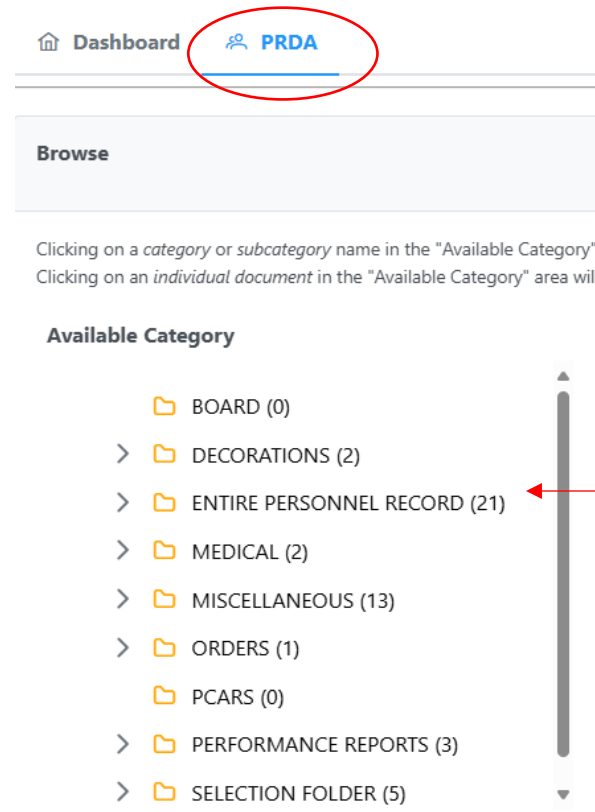 Dashboard PRDA
Browse
Clicking on a category or subcategory name in the "Available Category"
Clicking on an individual document in the "Available Category" area wil
Available Category
BOARD (0)
DECORATIONS (2)
ENTIRE PERSONNEL RECORD (21)
MEDICAL (2)
MISCELLANEOUS (13)
ORDERS (1)
PCARS (0)
PERFORMANCE REPORTS (3)
SELECTION FOLDER (5)